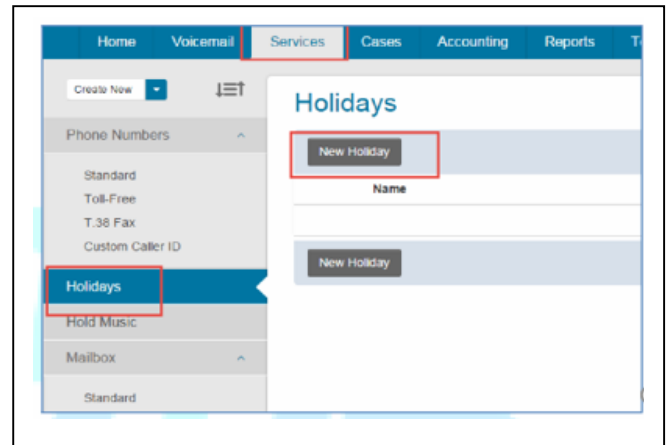 Home Voicemail Services Cases Accounting Reports
Create New
Holidays
Phone Numbers
New Holiday
Name
Standard
Toll-Free
T.38 Fax
Custom Caller ID
New Holiday
Holidays
Hold Music
Mailbox
Standard